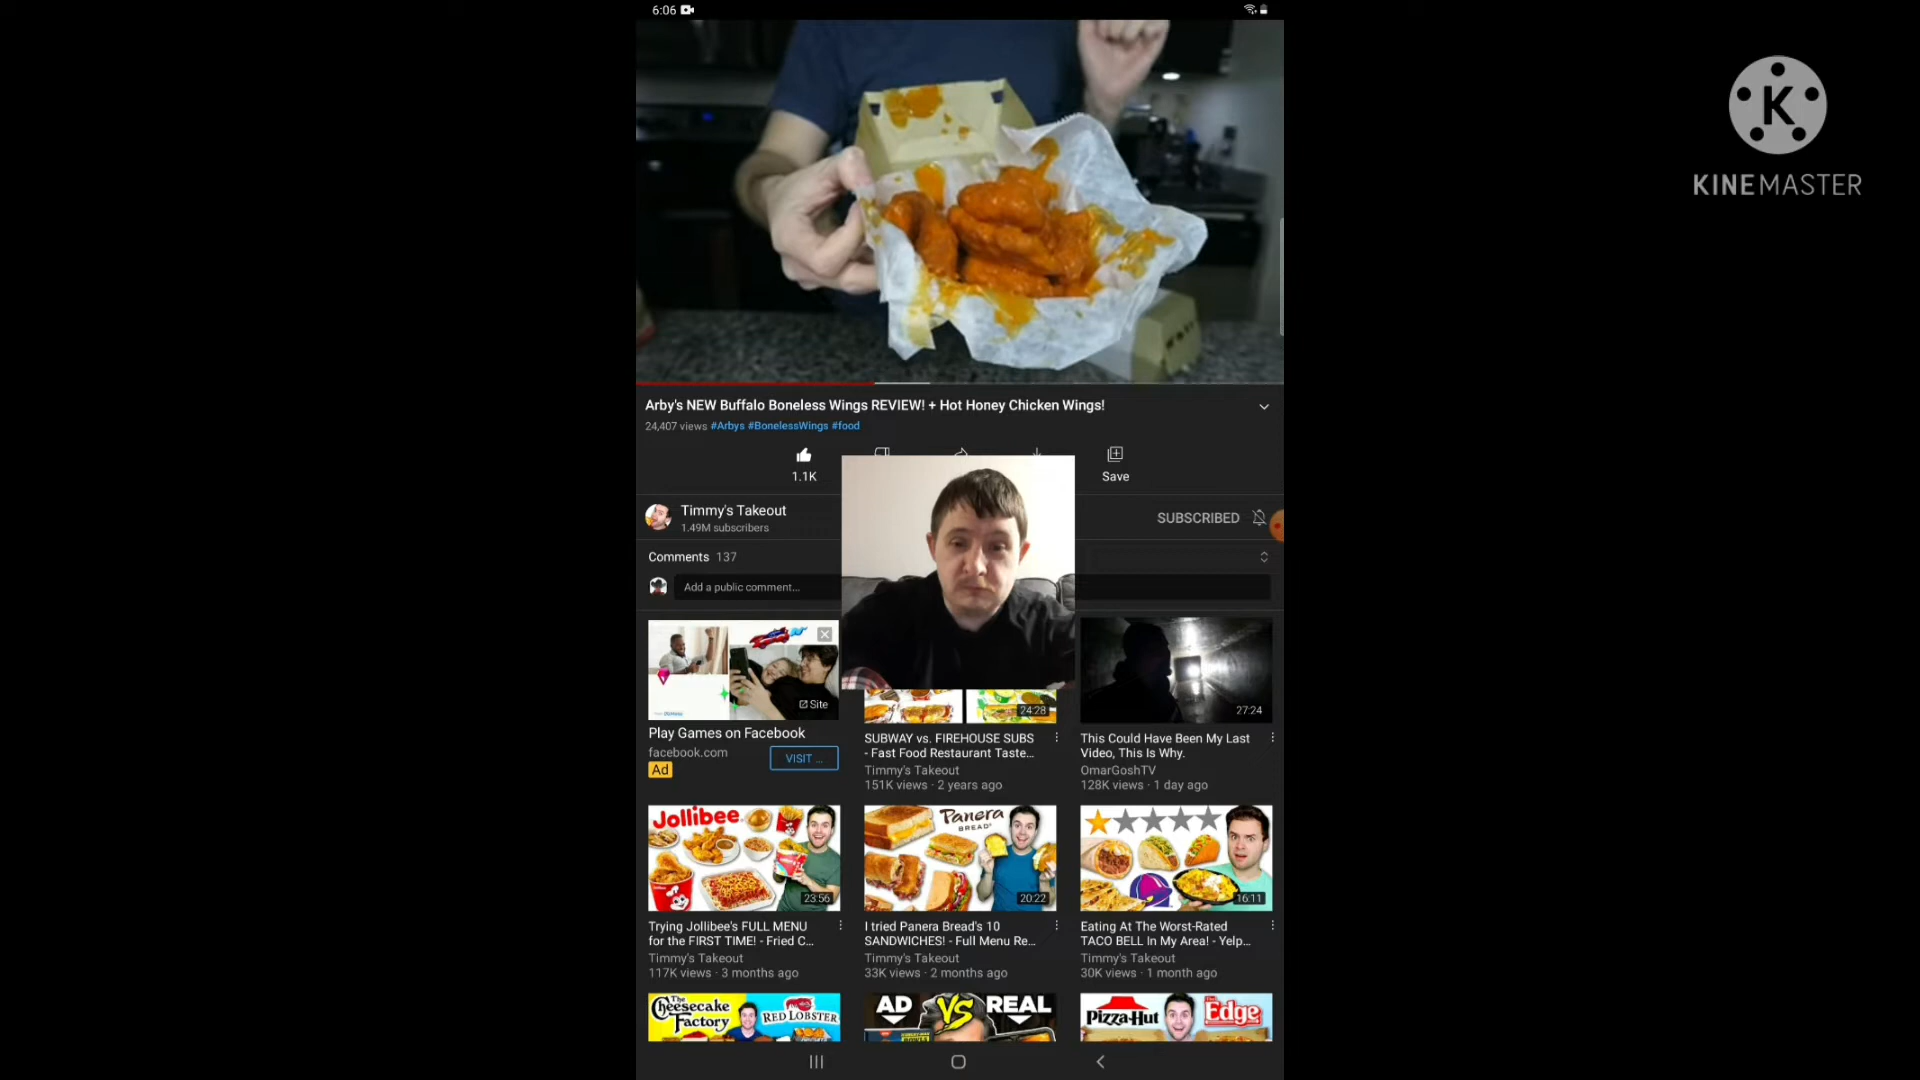 6:06
KINEMASTER
Arby's NEW Buffalo Boneless Wings REVIEW! + Hot Honey Chicken Wings!
24,407 views #Arbys #BonelessWings #food
1.1K
Save
Timmy's Takeout
1.49M subscribers
SUBSCRIBED
Comments 137
Add a public comment...
Site
24:28
27:24
Play Games on Facebook
facebook.com
Ad
VISIT ...
SUBWAY vs. FIREHOUSE SUBS
- Fast Food Restaurant Taste...
Timmy's Takeout
151K views · 2 years ago
This Could Have Been My Last
Video, This Is Why.
OmarGoshTV
128K views · 1 day ago
Jollibee
23:56
Panera
BREAD
20:22
16:11
Trying Jollibee's FULL MENU
for the FIRST TIME! - Fried C...
Timmy's Takeout
117K views · 3 months ago
I tried Panera Bread's 10
SANDWICHES! - Full Menu Re...
Timmy's Takeout
33K views · 2 months ago
Eating At The Worst-Rated
TACO BELL In My Area! - Yelp...
Timmy's Takeout
30K views · 1 month ago
The
Cheesecake
Factory
RED LOBSTER
AD VS REAL
Pizza Hut
The
Edge